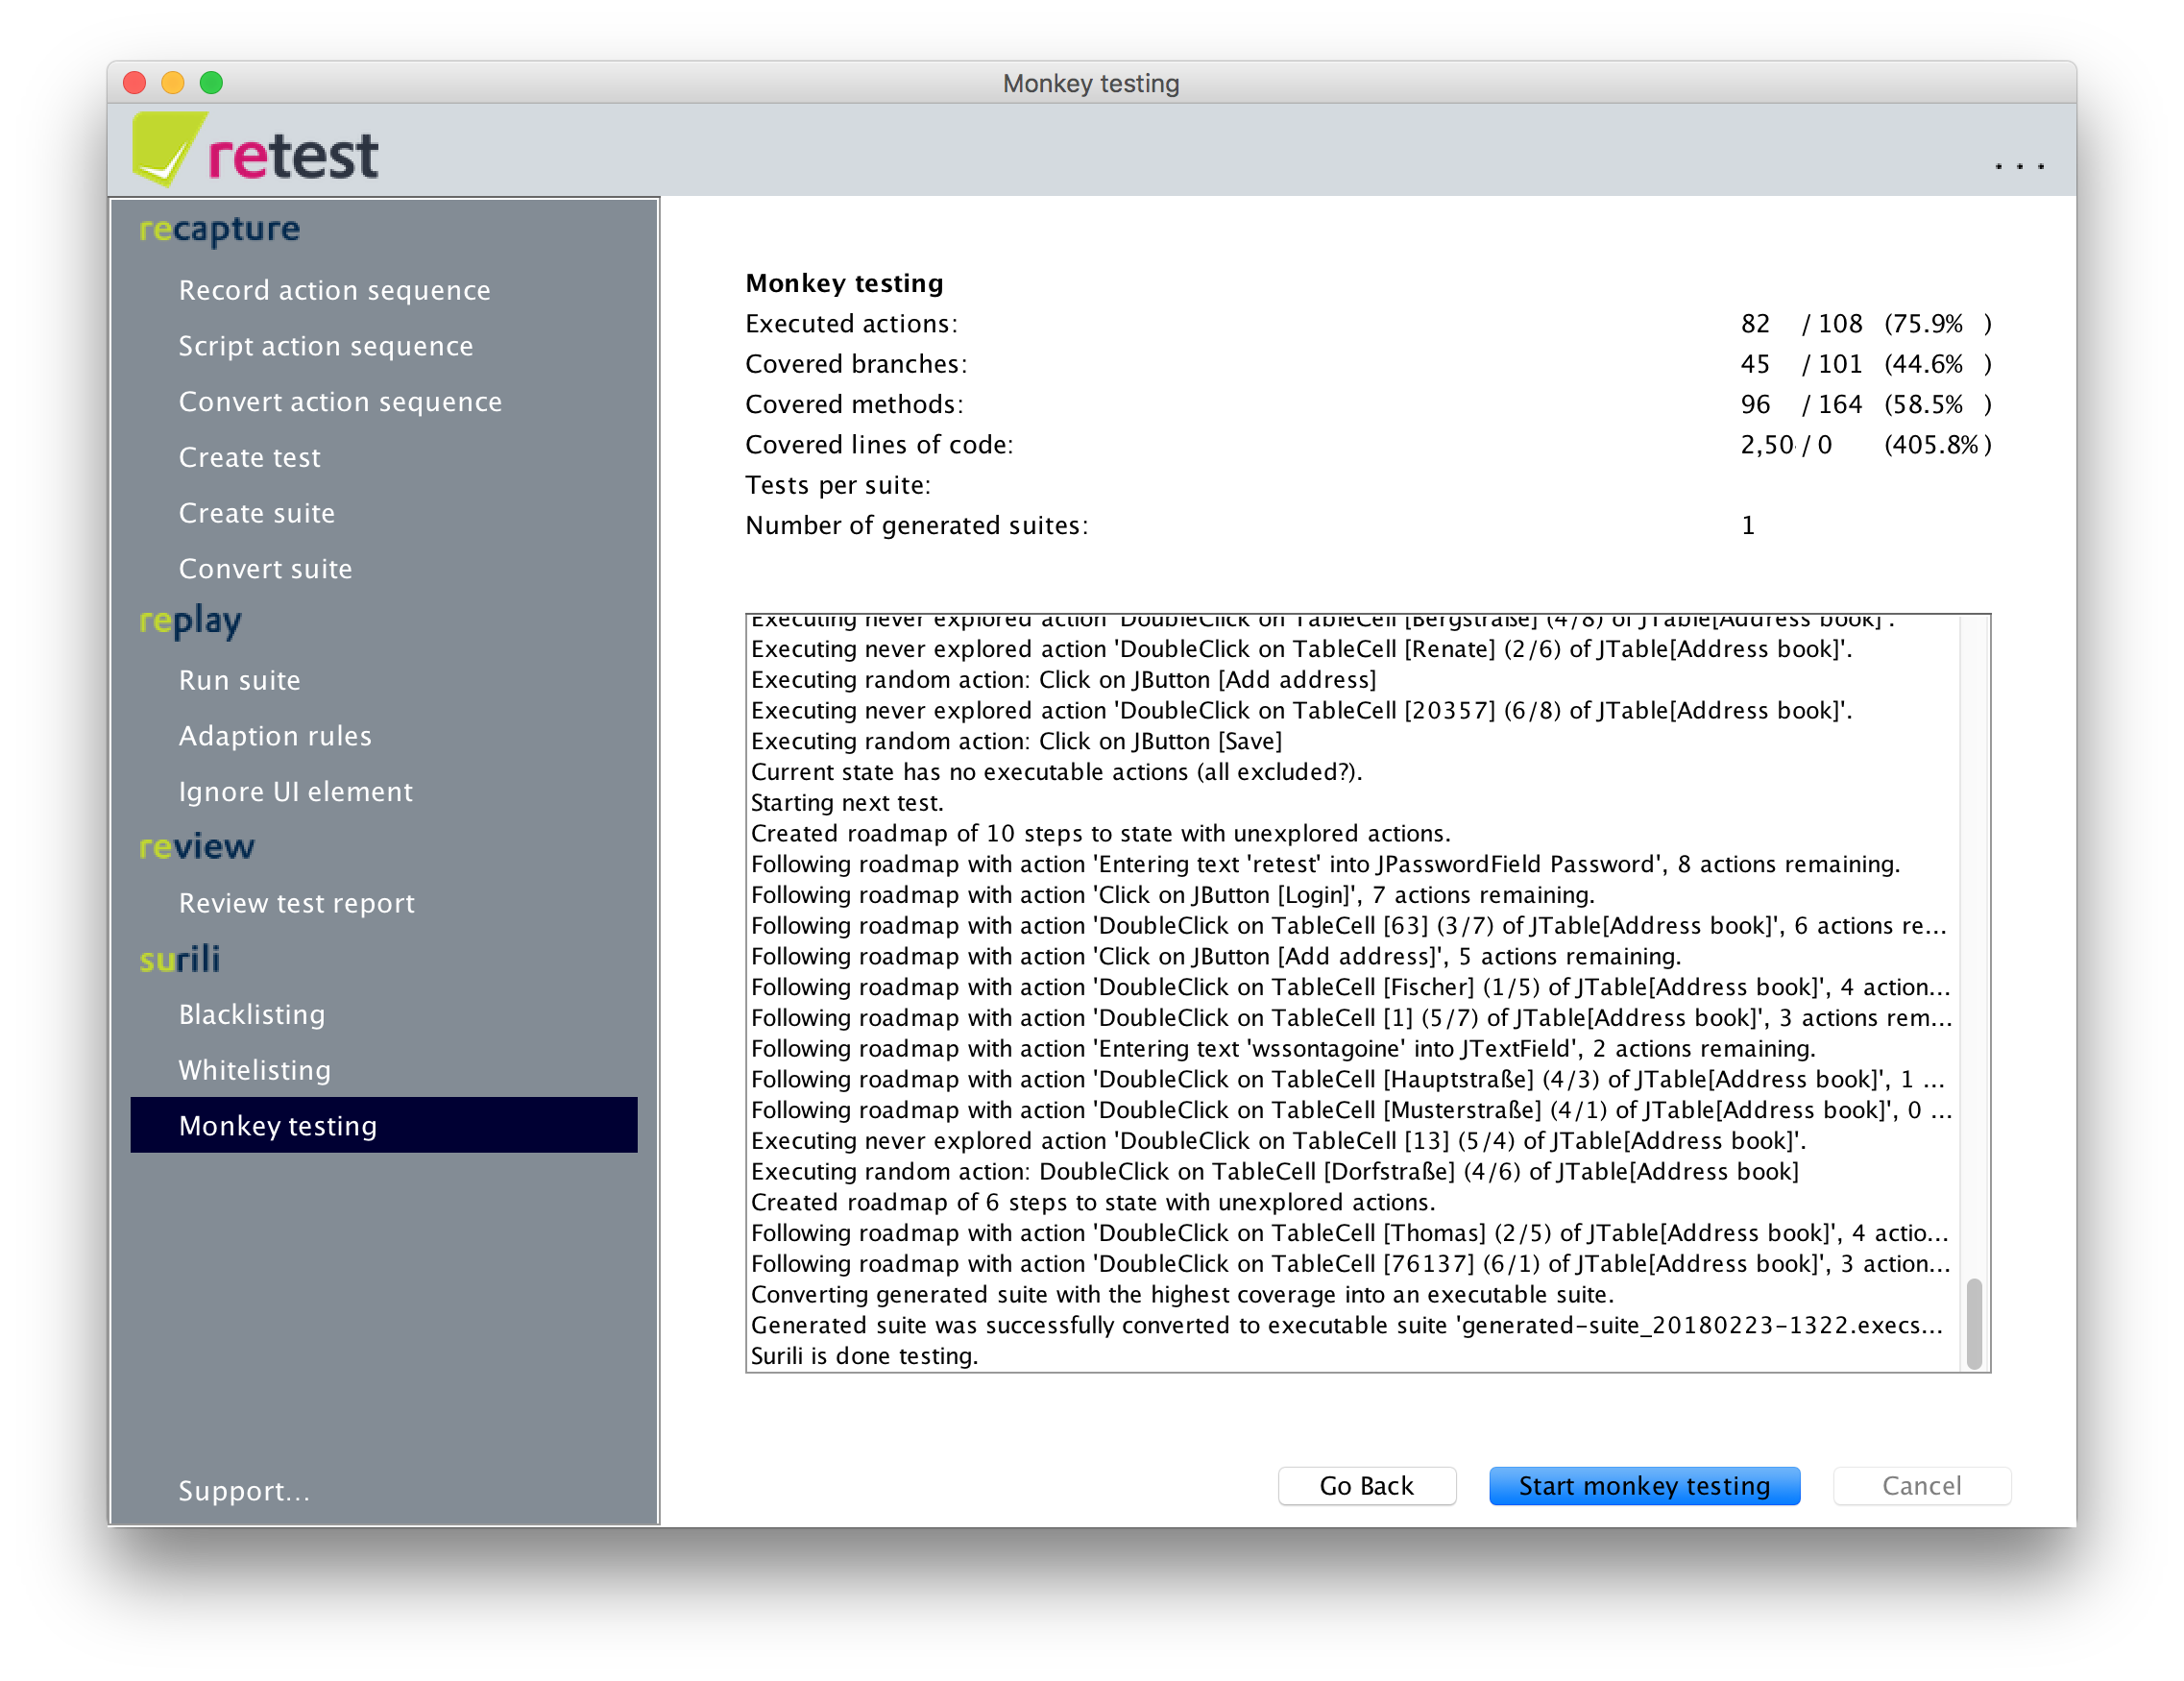 Monkey testing
retest
...
recapture
Record action sequence
Script action sequence
Convert action sequence
Create test
Create suite
Convert suite
replay
Run suite
Adaption rules
Ignore UI element
review
Review test report
surili
Blacklisting
Whitelisting
Monkey testing
Support...
Monkey testing
Executed actions: 82 / 108 (75.9% )
Covered branches: 45 / 101 (44.6% )
Covered methods: 96 / 164 (58.5% )
Covered lines of code: 2,50 / 0 (405.8%)
Tests per suite:
Number of generated suites: 1
Executing never explored action 'DoubleClick on TableCell [Bergstraße] (4/8) of JTable[Address book]'.
Executing never explored action 'DoubleClick on TableCell [Renate] (2/6) of JTable[Address book]'.
Executing random action: Click on JButton [Add address]
Executing never explored action 'DoubleClick on TableCell [20357] (6/8) of JTable[Address book]'.
Executing random action: Click on JButton [Save]
Current state has no executable actions (all excluded?).
Starting next test.
Created roadmap of 10 steps to state with unexplored actions.
Following roadmap with action 'Entering text 'retest' into JPasswordField Password', 8 actions remaining.
Following roadmap with action 'Click on JButton [Login]', 7 actions remaining.
Following roadmap with action 'DoubleClick on TableCell [63] (3/7) of JTable[Address book]', 6 actions re...
Following roadmap with action 'Click on JButton [Add address]', 5 actions remaining.
Following roadmap with action 'DoubleClick on TableCell [Fischer] (1/5) of JTable[Address book]', 4 action...
Following roadmap with action 'DoubleClick on TableCell [1] (5/7) of JTable[Address book]', 3 actions rem...
Following roadmap with action 'Entering text 'wssontagoine' into JTextField', 2 actions remaining.
Following roadmap with action 'DoubleClick on TableCell [Hauptstraße] (4/3) of JTable[Address book]', 1 ...
Following roadmap with action 'DoubleClick on TableCell [Musterstraße] (4/1) of JTable[Address book]', 0 ...
Executing never explored action 'DoubleClick on TableCell [13] (5/4) of JTable[Address book]'.
Executing random action: DoubleClick on TableCell [Dorfstraße] (4/6) of JTable[Address book]
Created roadmap of 6 steps to state with unexplored actions.
Following roadmap with action 'DoubleClick on TableCell [Thomas] (2/5) of JTable[Address book]', 4 actio...
Following roadmap with action 'DoubleClick on TableCell [76137] (6/1) of JTable[Address book]', 3 action...
Converting generated suite with the highest coverage into an executable suite.
Generated suite was successfully converted to executable suite 'generated-suite_20180223-1322.execs...
Surili is done testing.
Go Back
Start monkey testing
Cancel